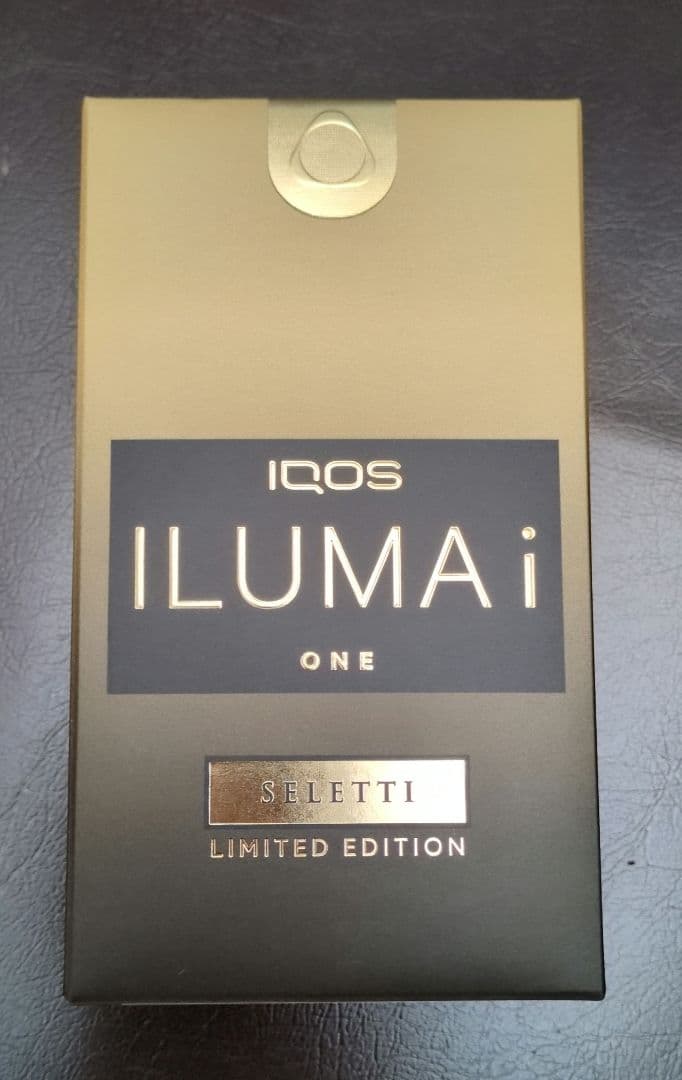 IQOS
ILUMA i
ONE
SELETTI
LIMITED EDITION